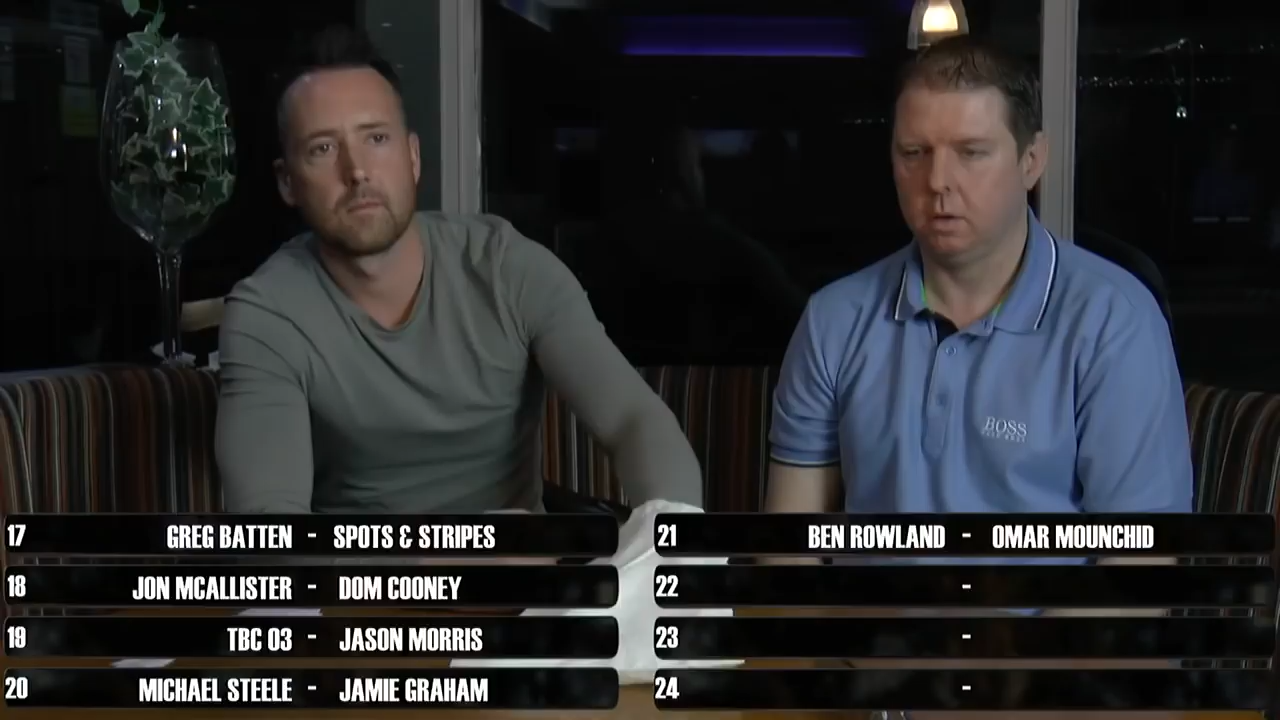 BOSS
17 GREG BATTEN - SPOTS & STRIPES
18 JON MCALLISTER - DOM COONEY
19 TBC 03 - JASON MORRIS
20 MICHAEL STEELE - JAMIE GRAHAM
21 BEN ROWLAND - OMAR MOUNCHID
22 -
23 -
24 -